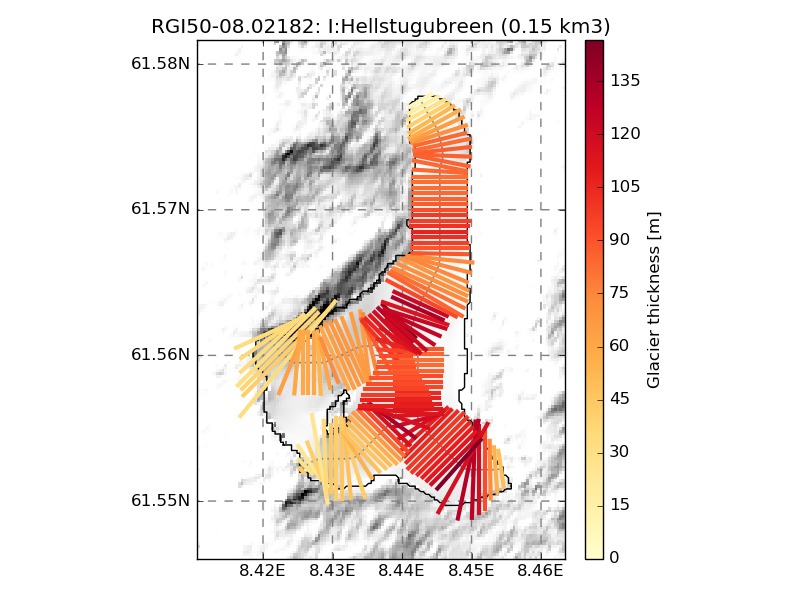 RGI50-08.02182: I:Hellstugubreen (0.15 km3)
61.58N
61.57N
61.56N
61.55N
8.42E
8.43E
8.44E
8.45E
8.46E
135
120
105
90
75
60
45
30
15
0
Glacier thickness [m]